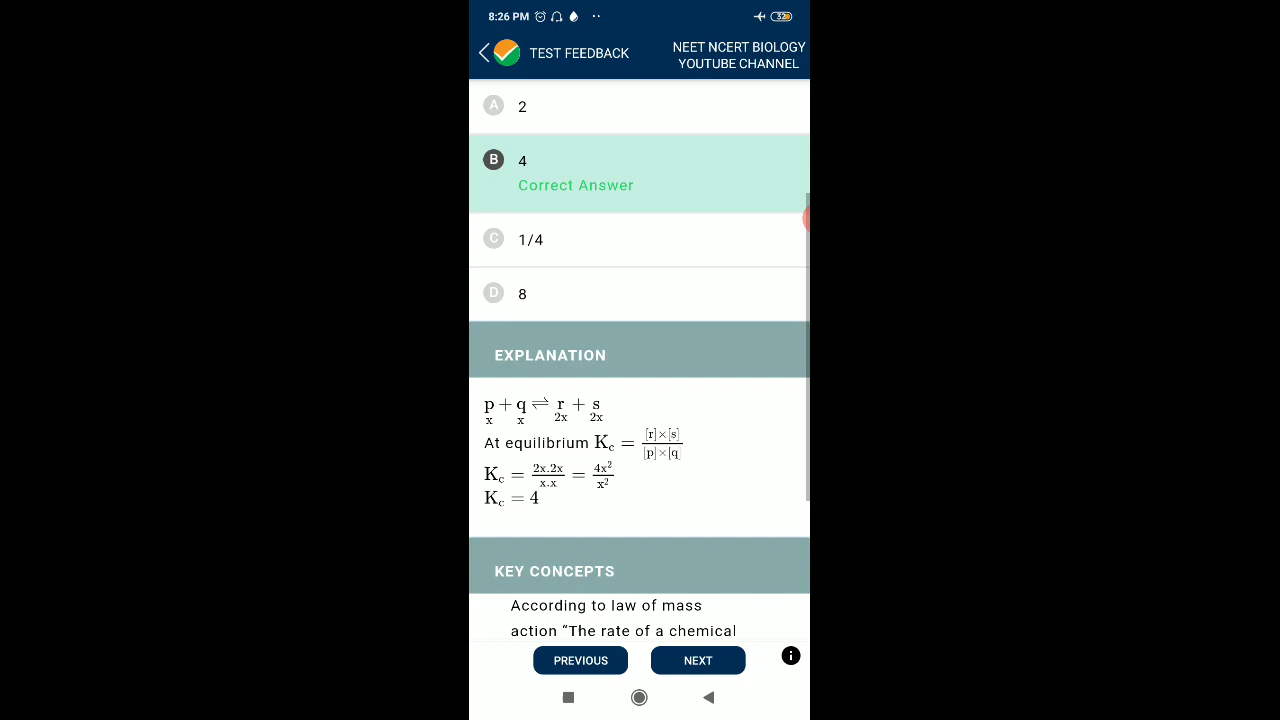 8:26 PM
32
TEST FEEDBACK
NEET NCERT BIOLOGY
YOUTUBE CHANNEL
A 2
B 4
Correct Answer
C 1/4
D 8
EXPLANATION
p + q ⇌ r + s
x x 2x 2x
At equilibrium K_c = [r]×[s] / [p]×[q]
K_c = 2x.2x / x.x = 4x² / x²
K_c = 4
KEY CONCEPTS
According to law of mass
action “The rate of a chemical
PREVIOUS
NEXT
i